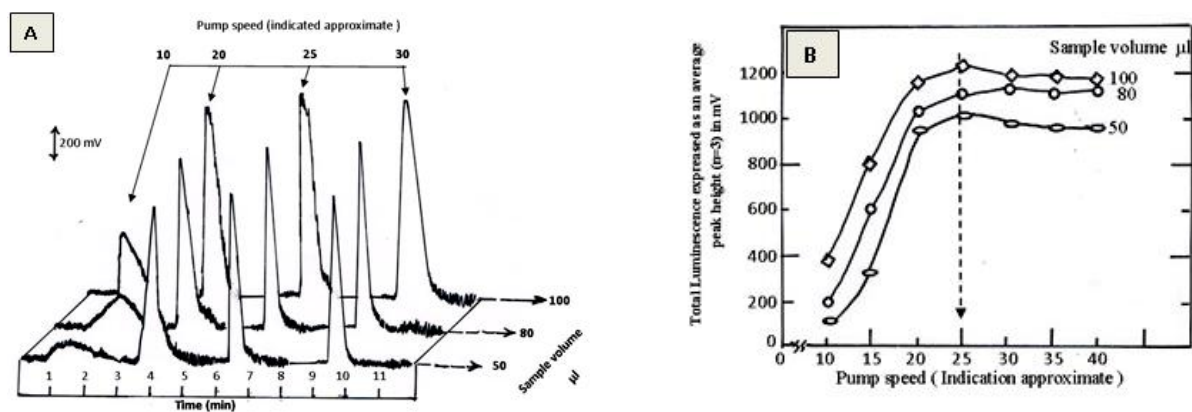 A
Pump speed (indicated approximate )
10
20
25
30
200 mV
100
80
50
Sample volume
µl
1 2 3 4 5 6 7 8 9 10 11
Time (min)
B
Sample volume µl
100
80
50
Total Luminescence expreased as an average
peak height (n=3) in mV
1200
1000
800
600
400
200
0
0 10 15 20 25 30 35 40
Pump speed ( Indication approximate )